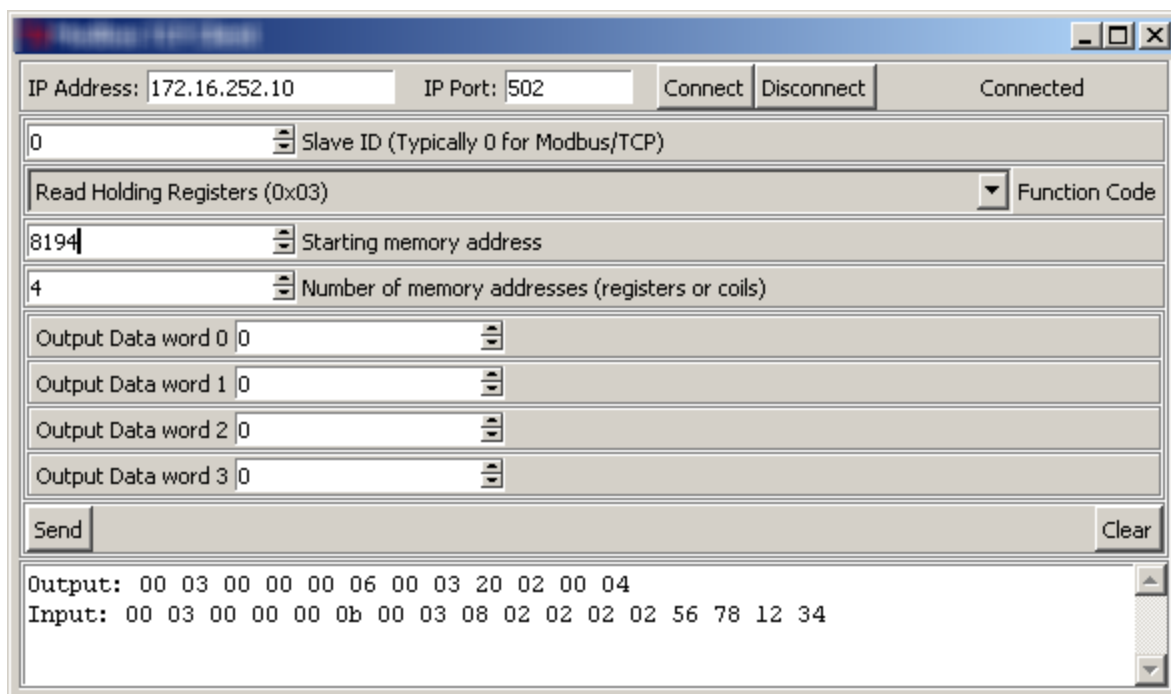 IP Address: 172.16.252.10 IP Port: 502 Connect Disconnect Connected
0 Slave ID (Typically 0 for Modbus/TCP)
Read Holding Registers (0x03) Function Code
8194 Starting memory address
4 Number of memory addresses (registers or coils)
Output Data word 0 0
Output Data word 1 0
Output Data word 2 0
Output Data word 3 0
Send Clear
Output: 00 03 00 00 00 06 00 03 20 02 00 04
Input: 00 03 00 00 00 0b 00 03 08 02 02 02 02 56 78 12 34